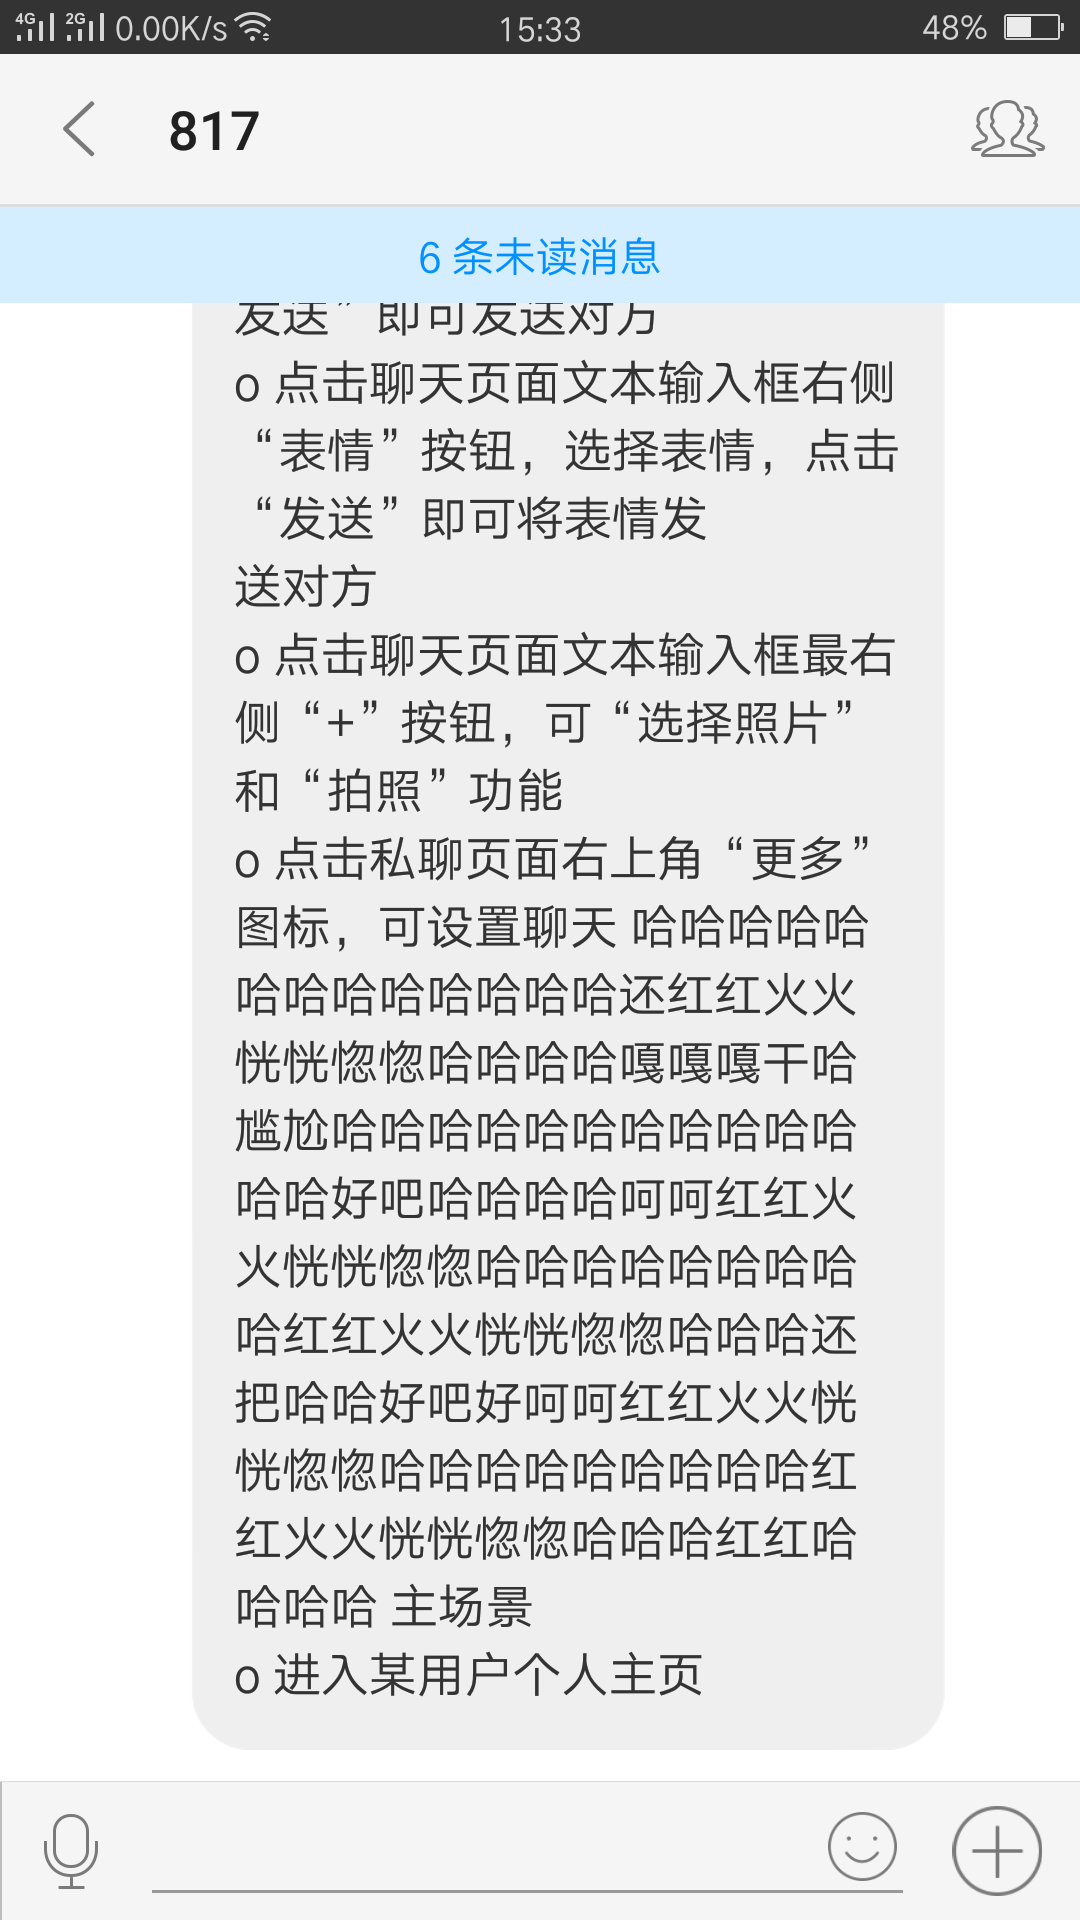 4G 2G 0.00K/s 15:33 48%
817
6 条未读消息
发送”即可发送对方
o 点击聊天页面文本输入框右侧
“表情”按钮，选择表情，点击
“发送”即可将表情发
送对方
o 点击聊天页面文本输入框最右
侧“+”按钮，可“选择照片”
和“拍照”功能
o 点击私聊页面右上角“更多”
图标，可设置聊天 哈哈哈哈哈
哈哈哈哈哈哈哈哈还红红火火
恍恍惚惚哈哈哈哈嘎嘎嘎干哈
尴尬哈哈哈哈哈哈哈哈哈哈哈
哈哈好吧哈哈哈哈呵呵红红火
火恍恍惚惚哈哈哈哈哈哈哈哈
哈红红火火恍恍惚惚哈哈哈还
把哈哈好吧好呵呵红红火火恍
恍惚惚哈哈哈哈哈哈哈哈哈红
红火火恍恍惚惚哈哈哈红红哈
哈哈哈 主场景
o 进入某用户个人主页